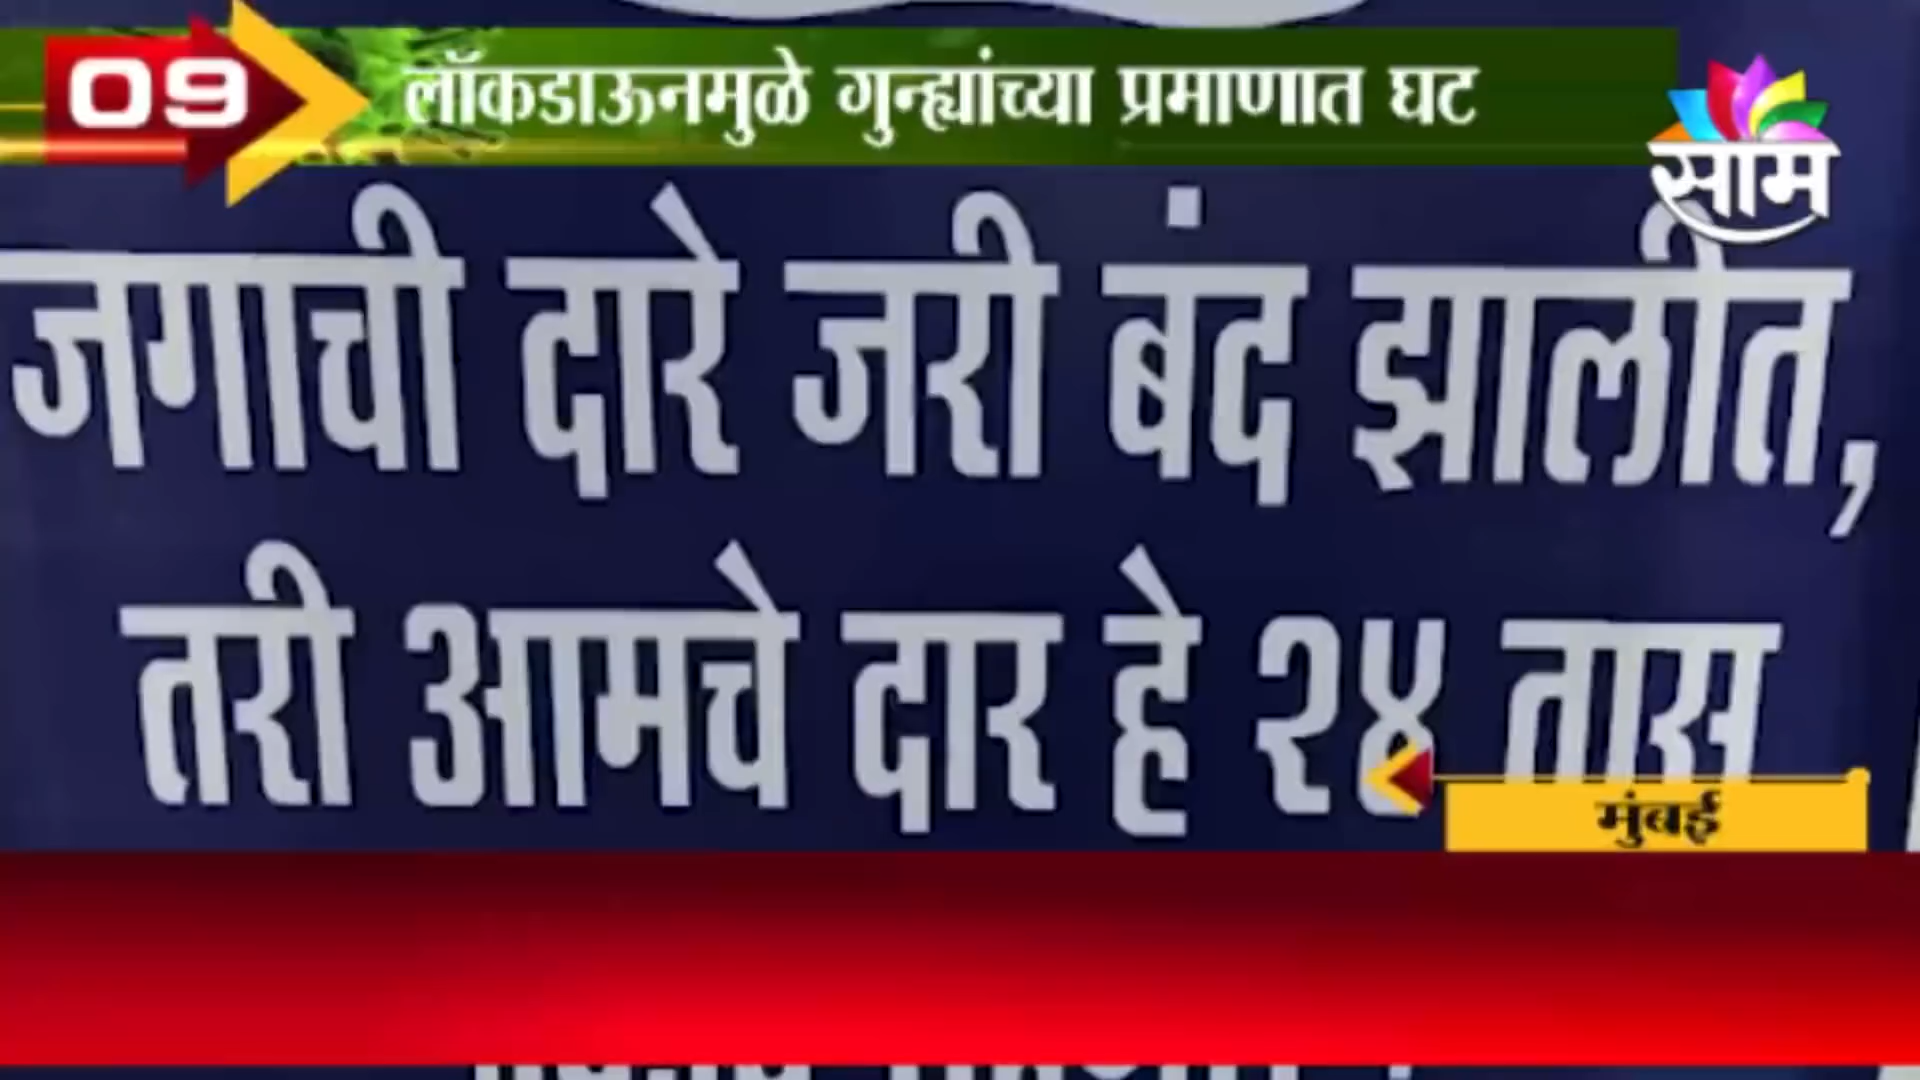 09
लॉकडाऊनमुळे गुन्ह्यांच्या प्रमाणात घट
साम
जगाची दारे जरी बंद झालीत,
तरी आमचे दार हे २४ तास
मुंबई